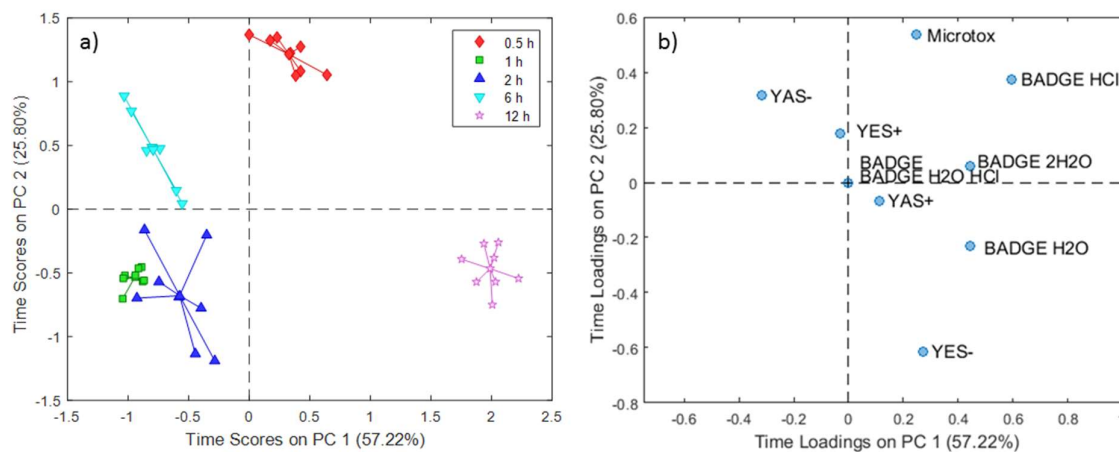 a)
0.5 h
1 h
2 h
6 h
12 h
1.5
1
0.5
0
-0.5
-1
-1.5
-1.5
-1
-0.5
0
0.5
1
1.5
2
2.5
Time Scores on PC 2 (25.80%)
Time Scores on PC 1 (57.22%)
b)
Microtox
BADGE HCl
YAS-
YES+
BADGE
BADGE 2H2O
BADGE H2O HCl
YAS+
BADGE H2O
YES-
0.6
0.4
0.2
0
-0.2
-0.4
-0.6
-0.8
-0.6
-0.4
-0.2
0
0.2
0.4
0.6
0.8
Time Loadings on PC 2 (25.80%)
Time Loadings on PC 1 (57.22%)